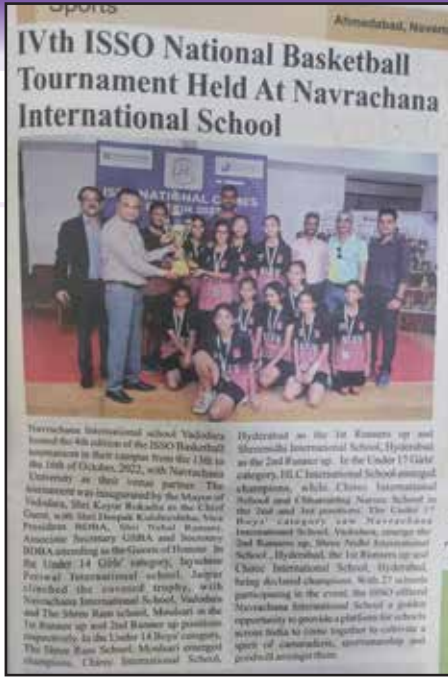 Sports
Ahmedabad, Novem
IVth ISSO National Basketball
Tournament Held At Navrachana
International School
ISSO NATIONAL GAMES
Navrachana International school Vadodara
hosted the 4th edition of the ISSO Basketball
tournament in their campus from the 13th to
the 16th of October, 2022, with Navrachana
University as their venue partner. The
tournament was inaugurated by the Mayor of
Vadodara, Shri Keyur Rokadia as the Chief
Guest, with Shri Deepak Kulshreshtha, Vice
President BDBA, Shri
Associate Secretary GSBA and Secretary
BDBA attending as the Guests of Honour. In
the Under 14 Girls' category, Jayshree
Periwal International school, Jaipur
clinched the coveted trophy, with
Navrachana International School, Vadodara
and The Shree Ram school, Moulsari in the
1st Runner up and 2nd Runner up positions
respectively. In the Under 14 Boys' category,
The Shree Ram School, Moulsari emerged
champions, Chirec International School,
Hyderabad as the 1st Runners up and
Shreenidhi International School, Hyderabad
as the 2nd Runner up. In the Under 17 Girls'
category, HLC International School emerged
champions, while Chirec International
School and Chhatrabhuj Narsee School in
the 2nd and 3rd positions. The Under 17
Boys' category saw Navrachana
International School, Vadodara, emerge the
2nd Runners up, Shreenidhi International
School, Hyderabad, the 1st Runners up and
Chirec International School, Hyderabad,
being declared champions. With 27 schools
participating in the event, the ISSO offered
Navrachana International School a golden
opportunity to provide a platform for schools
across India to come together to cultivate a
spirit of camaraderie, sportsmanship and
goodwill amongst them.